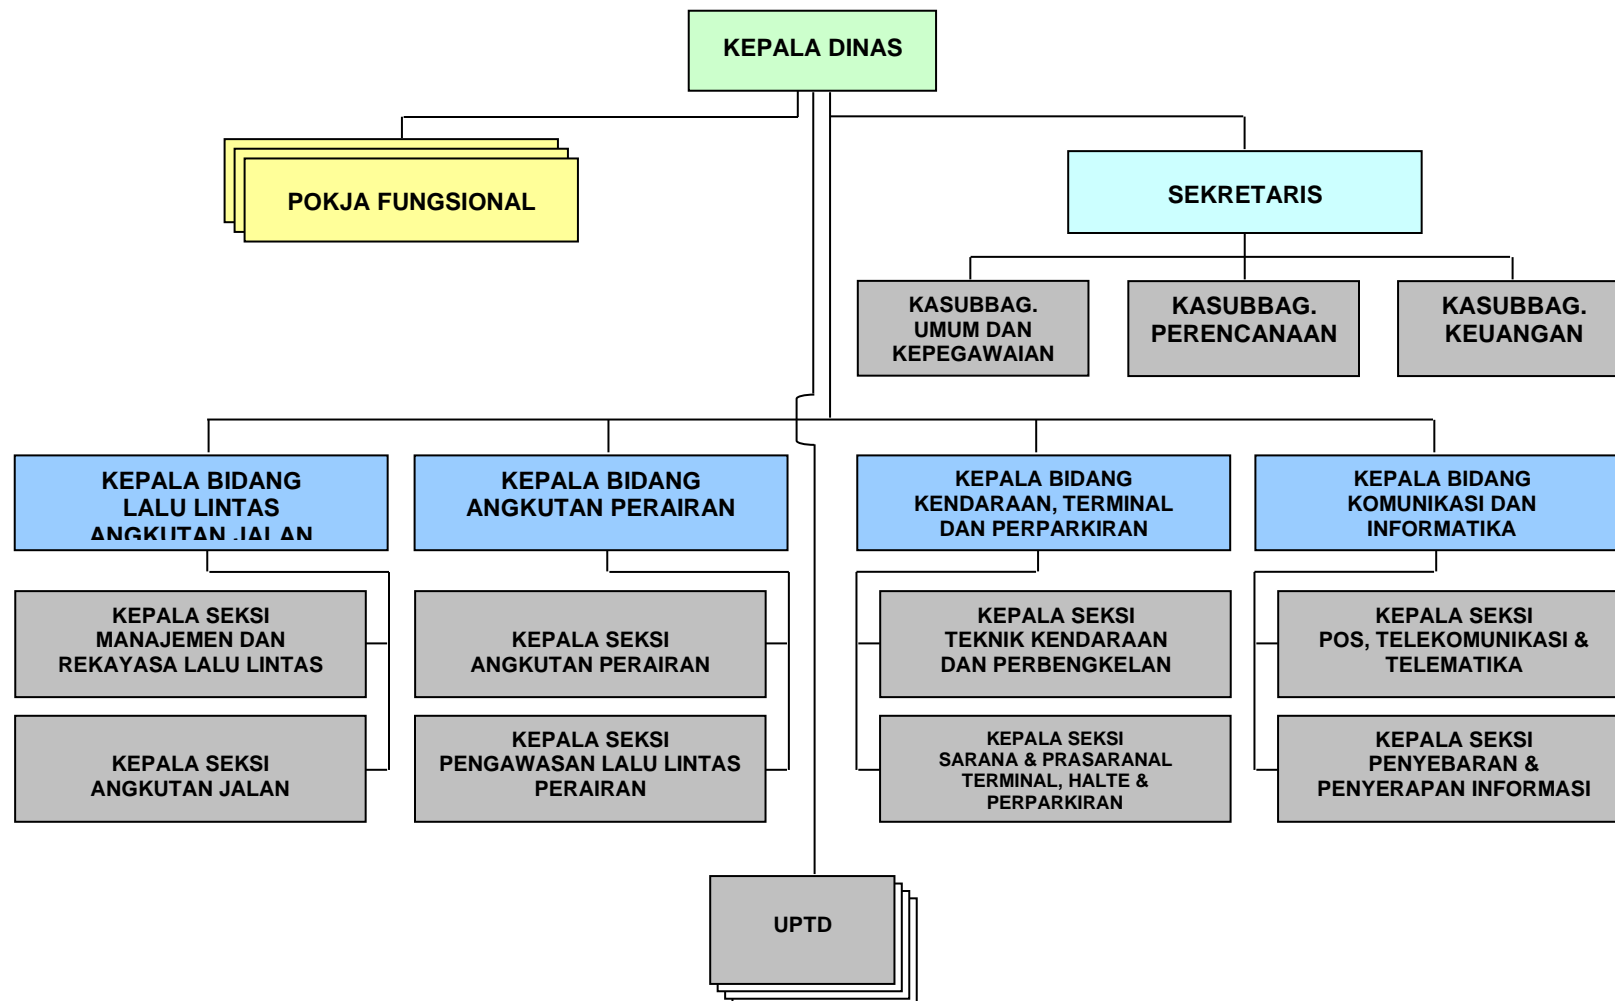 KEPALA DINAS
POKJA FUNGSIONAL
SEKRETARIS
KASUBBAG.
UMUM DAN
KEPEGAWAIAN
KASUBBAG.
PERENCANAAN
KASUBBAG.
KEUANGAN
KEPALA BIDANG
LALU LINTAS
ANGKUTAN JALAN
KEPALA BIDANG
ANGKUTAN PERAIRAN
KEPALA BIDANG
KENDARAAN, TERMINAL
DAN PERPARKIRAN
KEPALA BIDANG
KOMUNIKASI DAN
INFORMATIKA
KEPALA SEKSI
MANAJEMEN DAN
REKAYASA LALU LINTAS
KEPALA SEKSI
ANGKUTAN PERAIRAN
KEPALA SEKSI
TEKNIK KENDARAAN
DAN PERBENGKELAN
KEPALA SEKSI
POS, TELEKOMUNIKASI &
TELEMATIKA
KEPALA SEKSI
ANGKUTAN JALAN
KEPALA SEKSI
PENGAWASAN LALU LINTAS
PERAIRAN
KEPALA SEKSI
SARANA & PRASARANAL
TERMINAL, HALTE &
PERPARKIRAN
KEPALA SEKSI
PENYEBARAN &
PENYERAPAN INFORMASI
UPTD